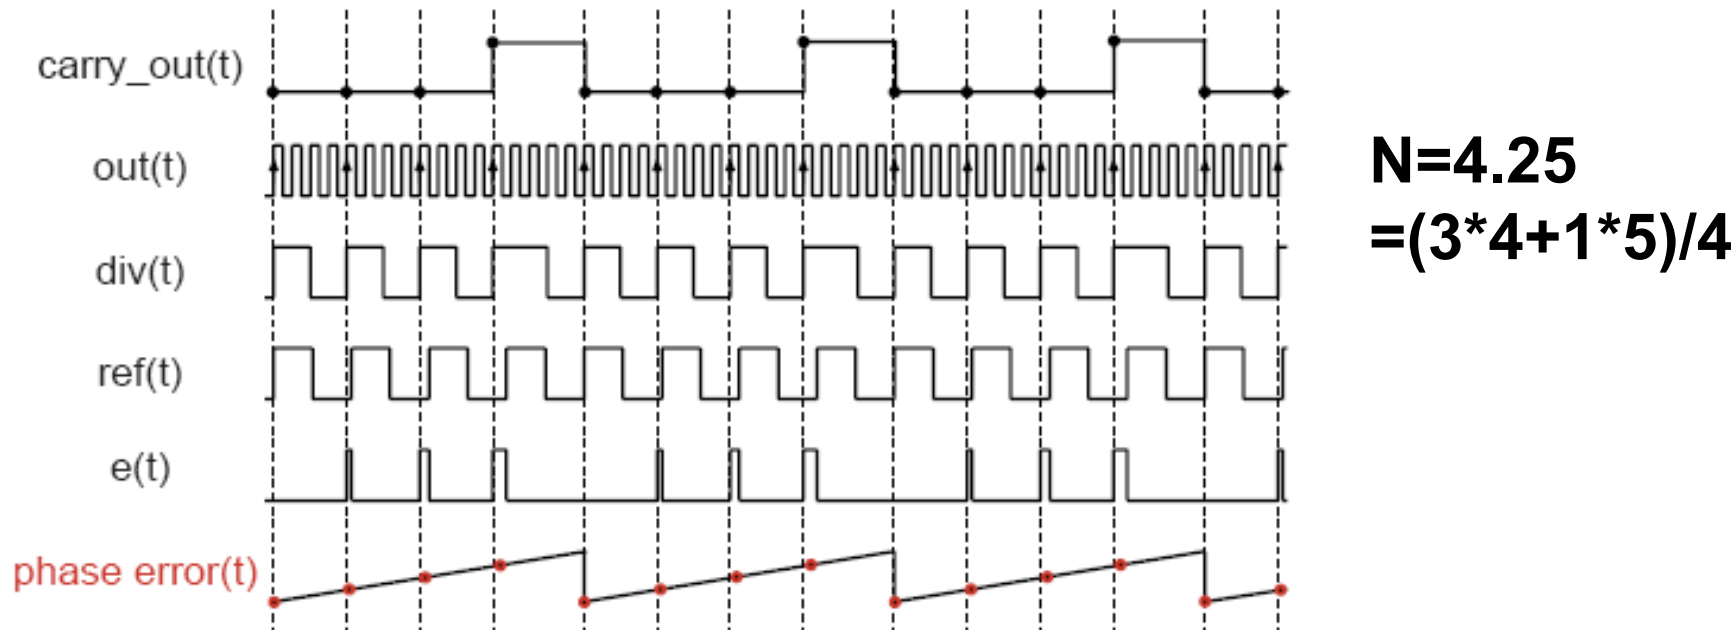 carry_out(t)
out(t)
div(t)
ref(t)
e(t)
phase error(t)
N=4.25
=(3*4+1*5)/4